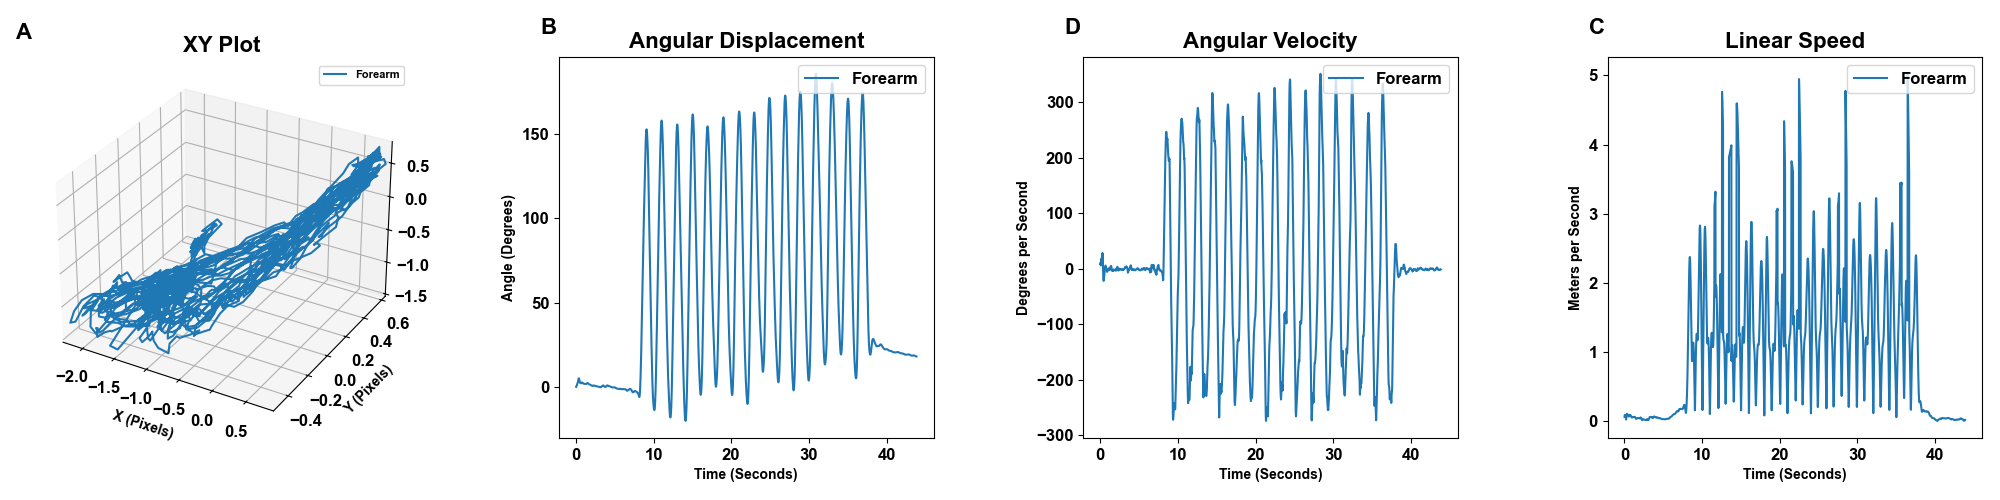 A
XY Plot
Forearm
0.5
0.0
−0.5
−1.0
−1.5
0.6
0.4
0.2
0.0
−0.2
−0.4
Y (Pixels)
−2.0
−1.5
−1.0
−0.5
0.0
0.5
X (Pixels)
B
Angular Displacement
Forearm
Angle (Degrees)
150
100
50
0
0 10 20 30 40
Time (Seconds)
D
Angular Velocity
Forearm
Degrees per Second
300
200
100
0
−100
−200
−300
0 10 20 30 40
Time (Seconds)
C
Linear Speed
Forearm
Meters per Second
5
4
3
2
1
0
0 10 20 30 40
Time (Seconds)